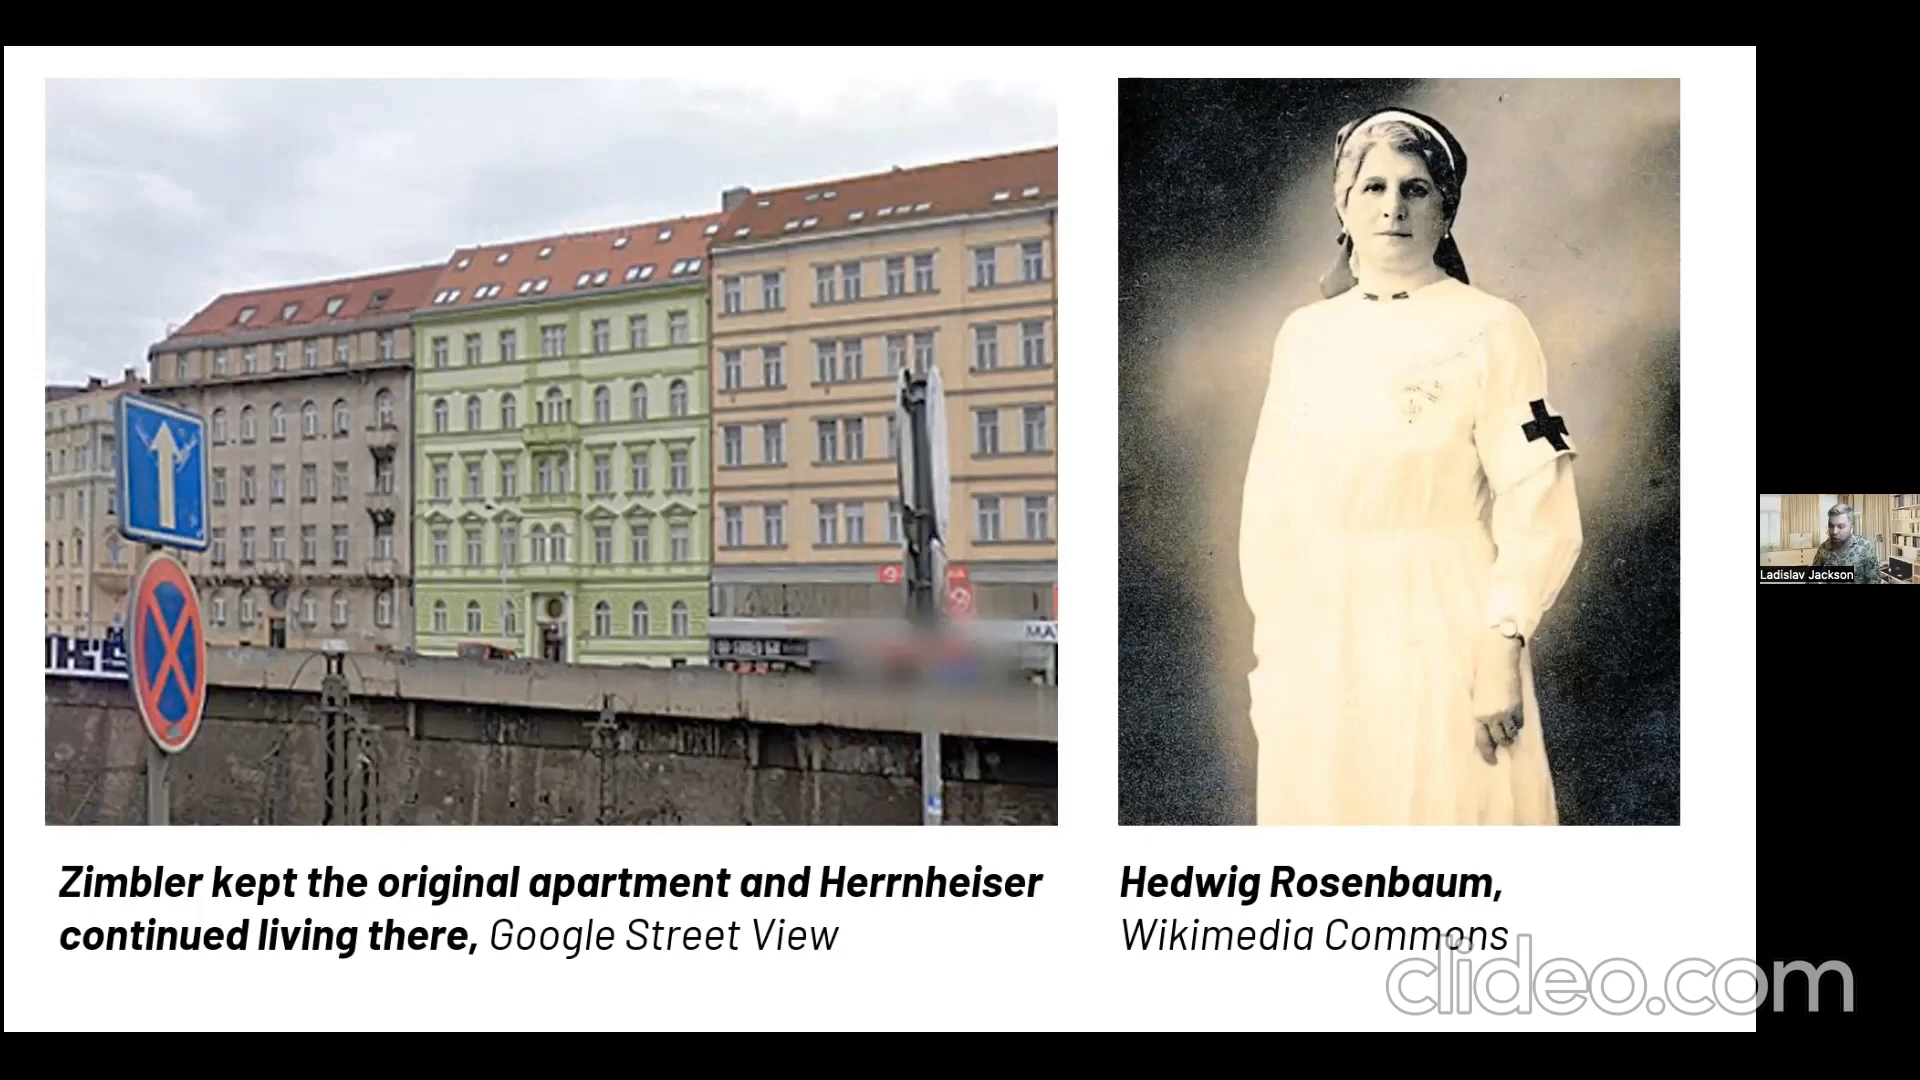 MA
Zimbler kept the original apartment and Herrnheiser
continued living there, Google Street View
Hedwig Rosenbaum,
Wikimedia Commons
Ladislav Jackson
clideo.com